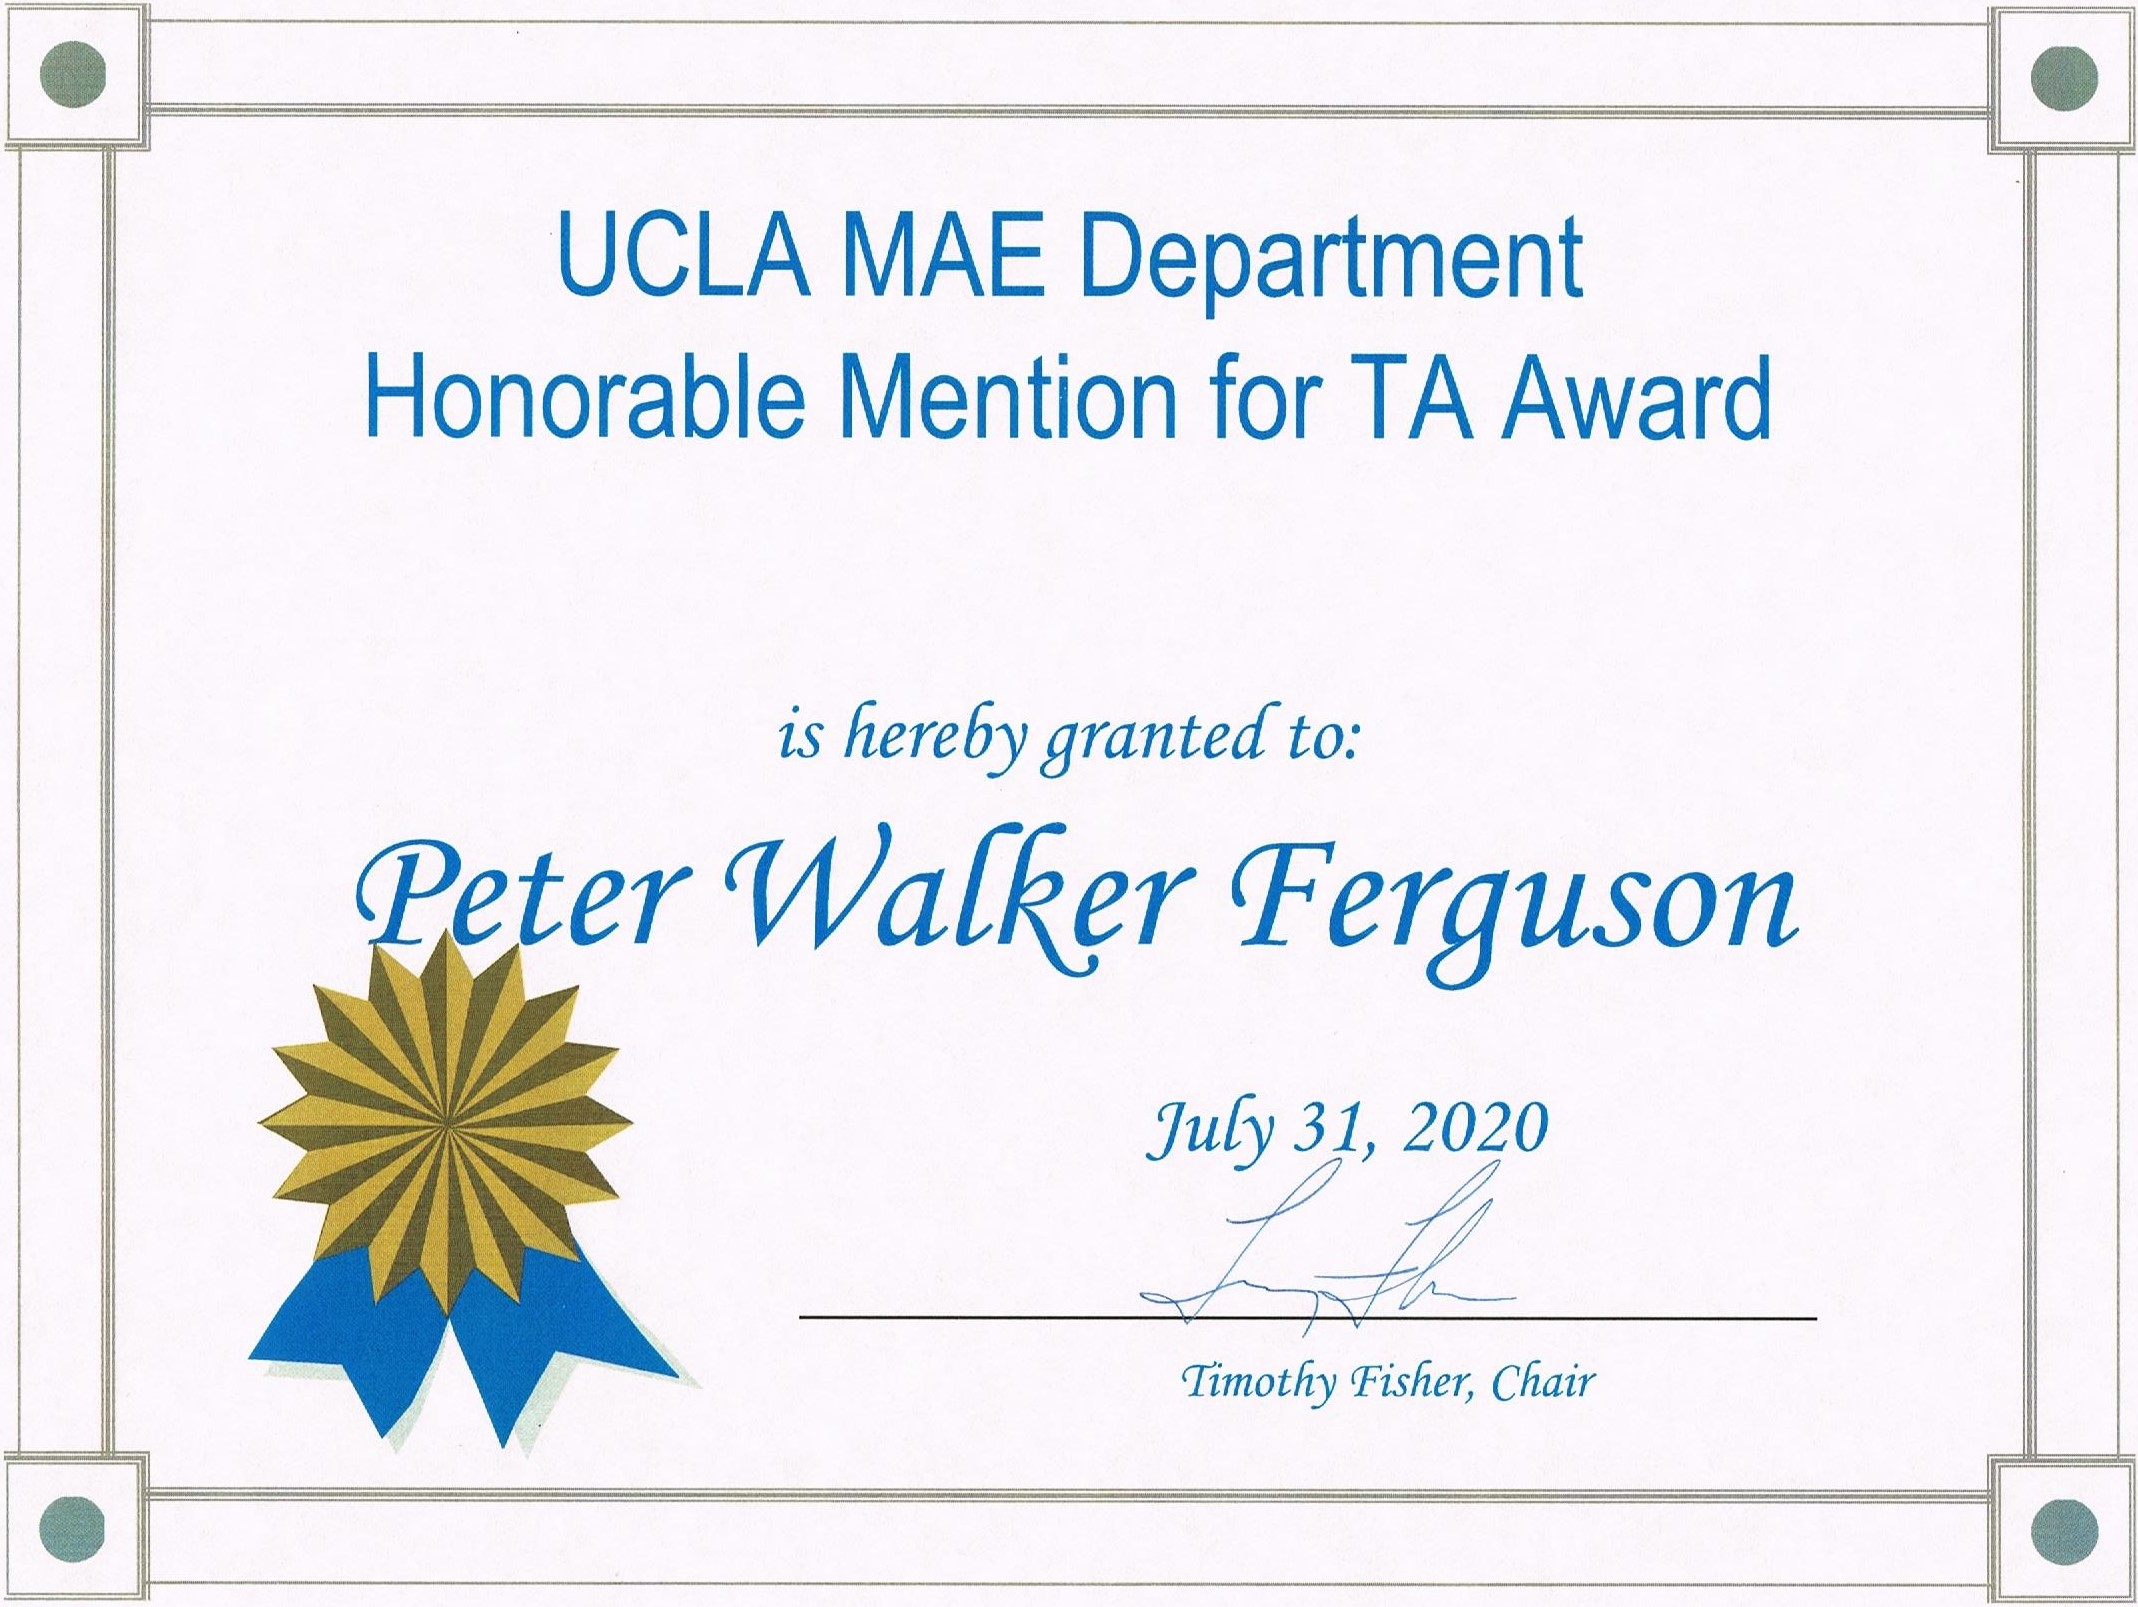 UCLA MAE Department
Honorable Mention for TA Award
is hereby granted to:
Peter Walker Ferguson
July 31, 2020
Timothy Fisher, Chair